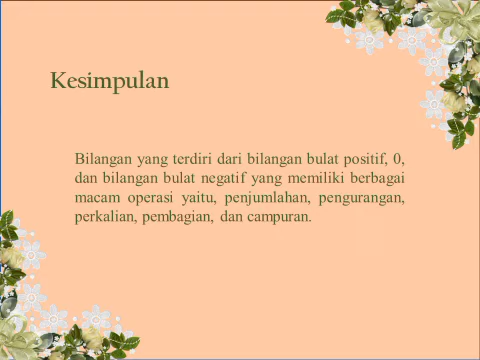 Kesimpulan
Bilangan yang terdiri dari bilangan bulat positif, 0,
dan bilangan bulat negatif yang memiliki berbagai
macam operasi yaitu, penjumlahan, pengurangan,
perkalian, pembagian, dan campuran.